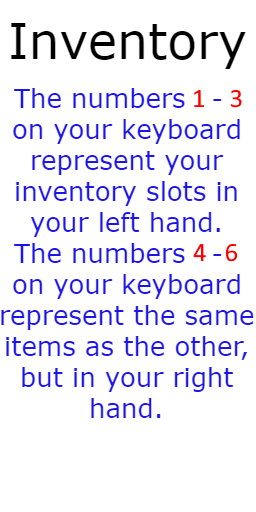 Inventory
The numbers 1 - 3
on your keyboard
represent your
inventory slots in
your left hand.
The numbers 4 -6
on your keyboard
represent the same
items as the other,
but in your right
hand.